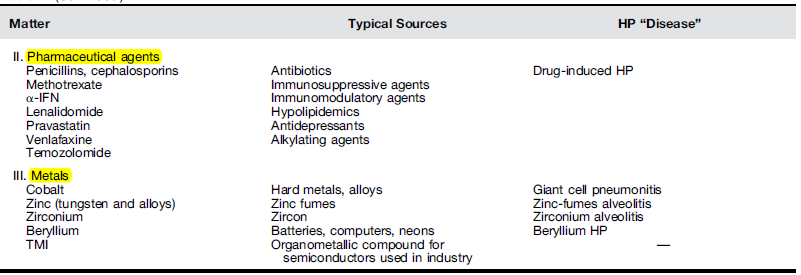 Matter Typical Sources HP “Disease”
II. Pharmaceutical agents
Penicillins, cephalosporins Antibiotics Drug-induced HP
Methotrexate Immunosuppressive agents
α-IFN Immunomodulatory agents
Lenalidomide Hypolipidemics
Pravastatin Antidepressants
Venlafaxine Alkylating agents
Temozolomide
III. Metals
Cobalt Hard metals, alloys Giant cell pneumonitis
Zinc (tungsten and alloys) Zinc fumes Zinc-fumes alveolitis
Zirconium Zircon Zirconium alveolitis
Beryllium Batteries, computers, neons Beryllium HP
TMI Organometallic compound for —
semiconductors used in industry